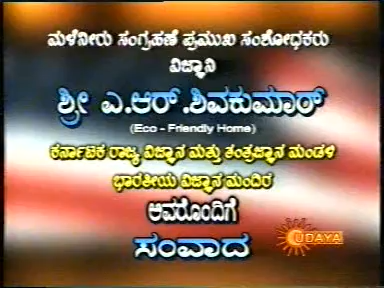 ಮಳೆನೀರು ಸಂಗ್ರಹಣೆ ಪ್ರಮುಖ ಸಂಶೋಧಕರು
ವಿಜ್ಞಾನಿ
ಶ್ರೀ ಎ.ಆರ್.ಶಿವಕುಮಾರ್
(Eco - Friendly Home)
ಕರ್ನಾಟಕ ರಾಜ್ಯ ವಿಜ್ಞಾನ ಮತ್ತು ತಂತ್ರಜ್ಞಾನ ಮಂಡಳಿ
ಭಾರತೀಯ ವಿಜ್ಞಾನ ಮಂದಿರ
ಅವರೊಂದಿಗೆ
ಸಂವಾದ
UDAYA